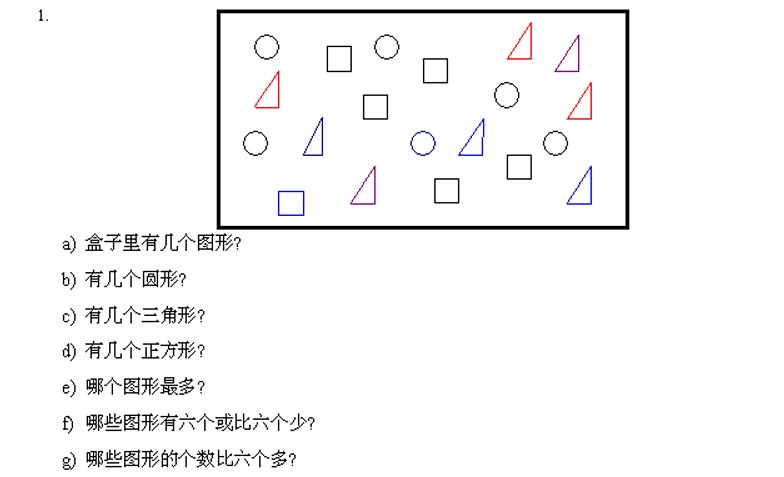 1.
a) 盒子里有几个图形?
b) 有几个圆形?
c) 有几个三角形?
d) 有几个正方形?
e) 哪个图形最多?
f) 哪些图形有六个或比六个少?
g) 哪些图形的个数比六个多?